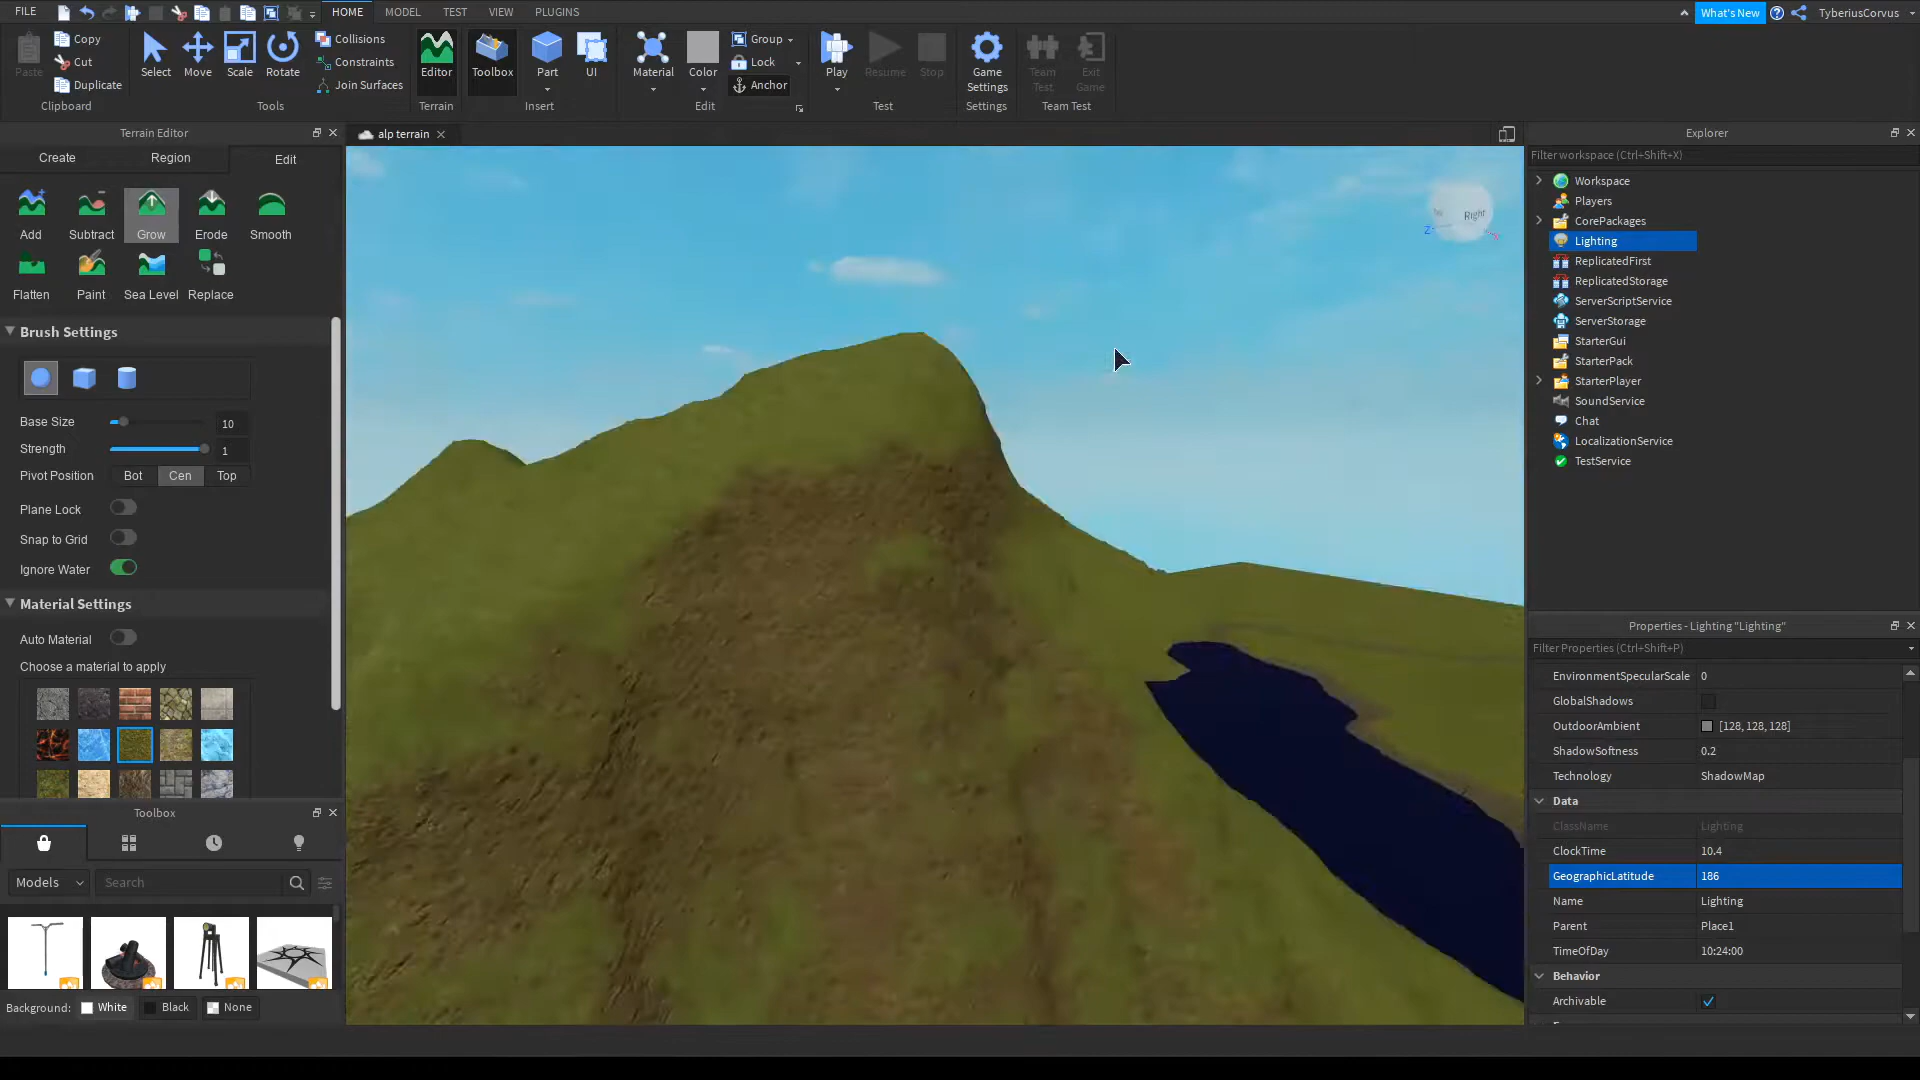 FILE HOME MODEL TEST VIEW PLUGINS What's New TyberiusCorvus
Copy Collisions Group
Cut Constraints Lock
Paste Duplicate Select Move Scale Rotate Join Surfaces Editor Toolbox Part UI Material Color Anchor Play Resume Stop Game Settings Team Test Exit Game
Clipboard Tools Terrain Insert Edit Test Settings Team Test
Terrain Editor alp terrain Explorer
Create Region Edit
Filter workspace (Ctrl+Shift+X)
Add Subtract Grow Erode Smooth
Flatten Paint Sea Level Replace
Brush Settings
Base Size 10
Strength 1
Pivot Position Bot Cen Top
Plane Lock
Snap to Grid
Ignore Water
Material Settings
Auto Material
Choose a material to apply
Toolbox
Models Search
Background: White Black None
Right
Z
Workspace
Players
CorePackages
Lighting
ReplicatedFirst
ReplicatedStorage
ServerScriptService
ServerStorage
StarterGui
StarterPack
StarterPlayer
SoundService
Chat
LocalizationService
TestService
Properties - Lighting "Lighting"
Filter Properties (Ctrl+Shift+P)
EnvironmentSpecularScale 0
GlobalShadows
OutdoorAmbient [128, 128, 128]
ShadowSoftness 0.2
Technology ShadowMap
Data
ClassName Lighting
ClockTime 10.4
GeographicLatitude 186
Name Lighting
Parent Place1
TimeOfDay 10:24:00
Behavior
Archivable